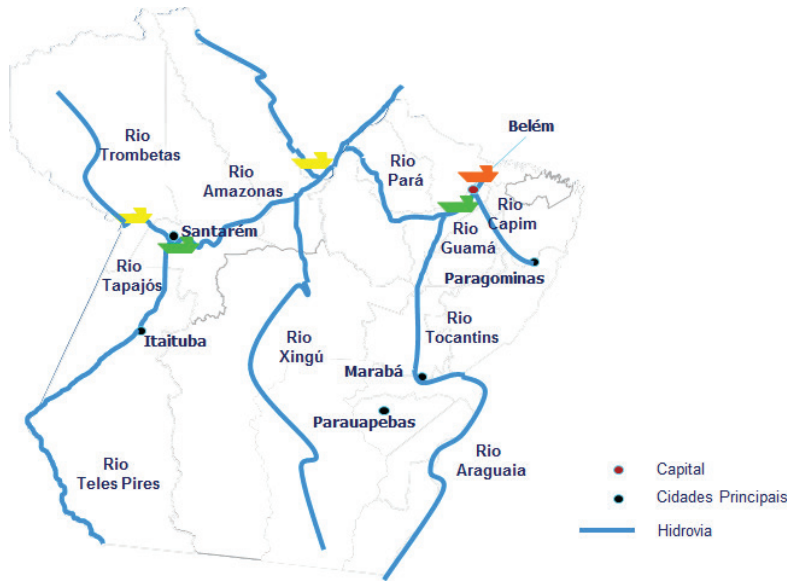 Belém
Rio
Trombetas
Rio
Amazonas
Rio
Pará
Rio
Capim
Santarém
Rio
Guamá
Rio
Tapajós
Paragominas
Itaituba
Rio
Xingú
Rio
Tocantins
Marabá
Parauapebas
Rio
Teles Pires
Rio
Araguaia
Capital
Cidades Principais
Hidrovia